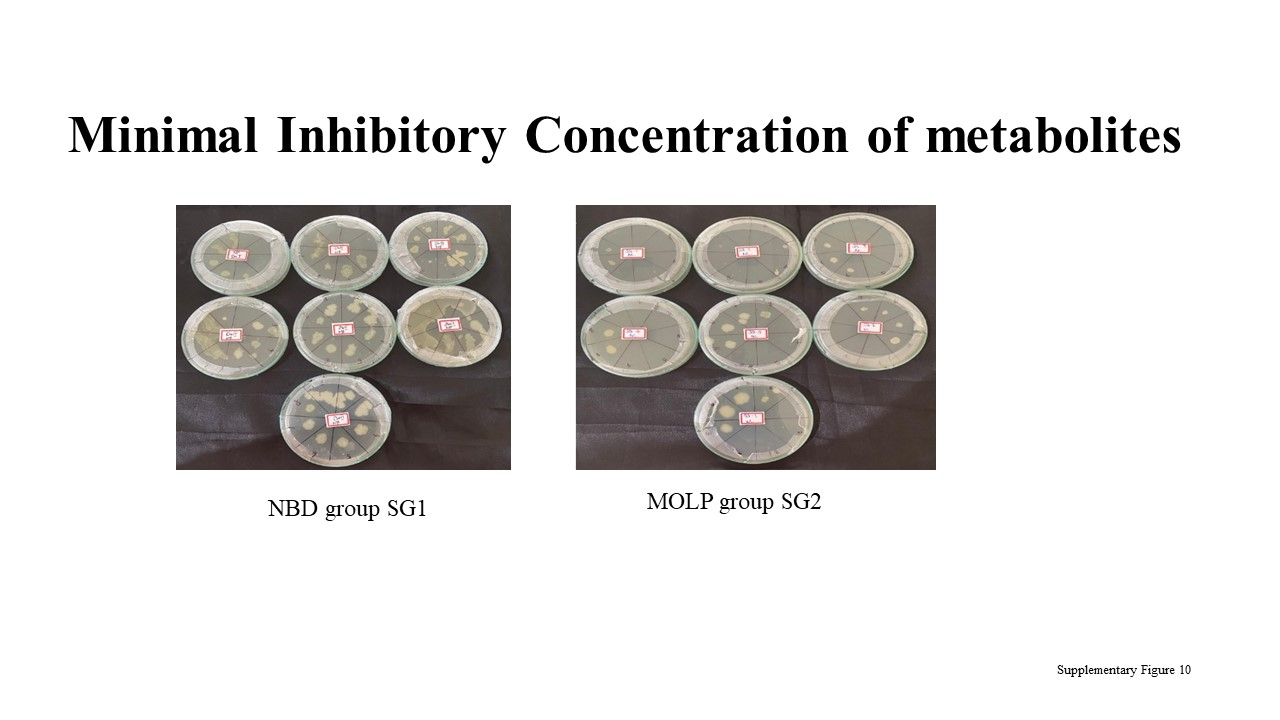 Minimal Inhibitory Concentration of metabolites
NBD group SG1
MOLP group SG2
Supplementary Figure 10